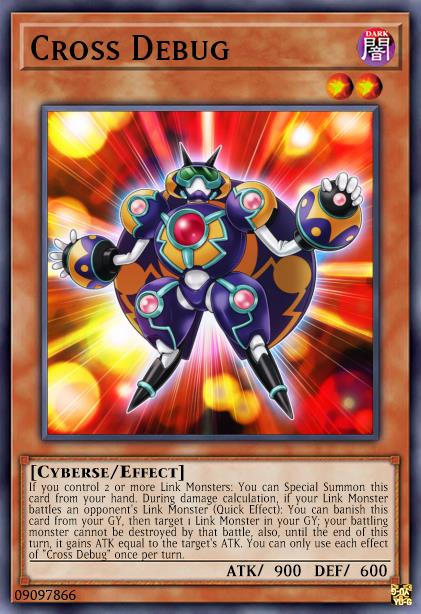 Cross Debug
DARK
闇
[Cyberse/Effect]
If you control 2 or more Link Monsters: You can Special Summon this
card from your hand. During damage calculation, if your Link Monster
battles an opponent's Link Monster (Quick Effect): You can banish this
card from your GY, then target 1 Link Monster in your GY; your battling
monster cannot be destroyed by that battle, also, until the end of this
turn, it gains ATK equal to the target's ATK. You can only use each effect
of "Cross Debug" once per turn.
ATK/ 900 DEF/ 600
09097866